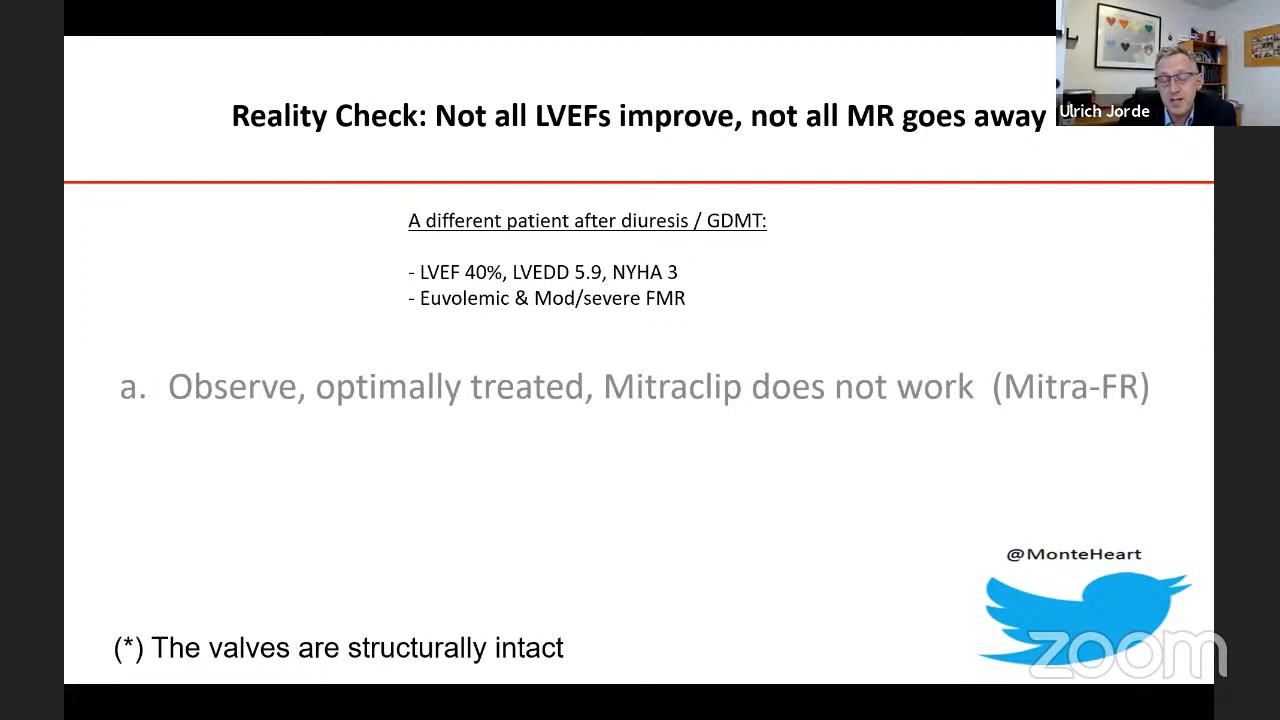 Reality Check: Not all LVEFs improve, not all MR goes away
Ulrich Jorde
A different patient after diuresis / GDMT:
- LVEF 40%, LVEDD 5.9, NYHA 3
- Euvolemic & Mod/severe FMR
a. Observe, optimally treated, Mitraclip does not work (Mitra-FR)
@MonteHeart
(*) The valves are structurally intact
zoom